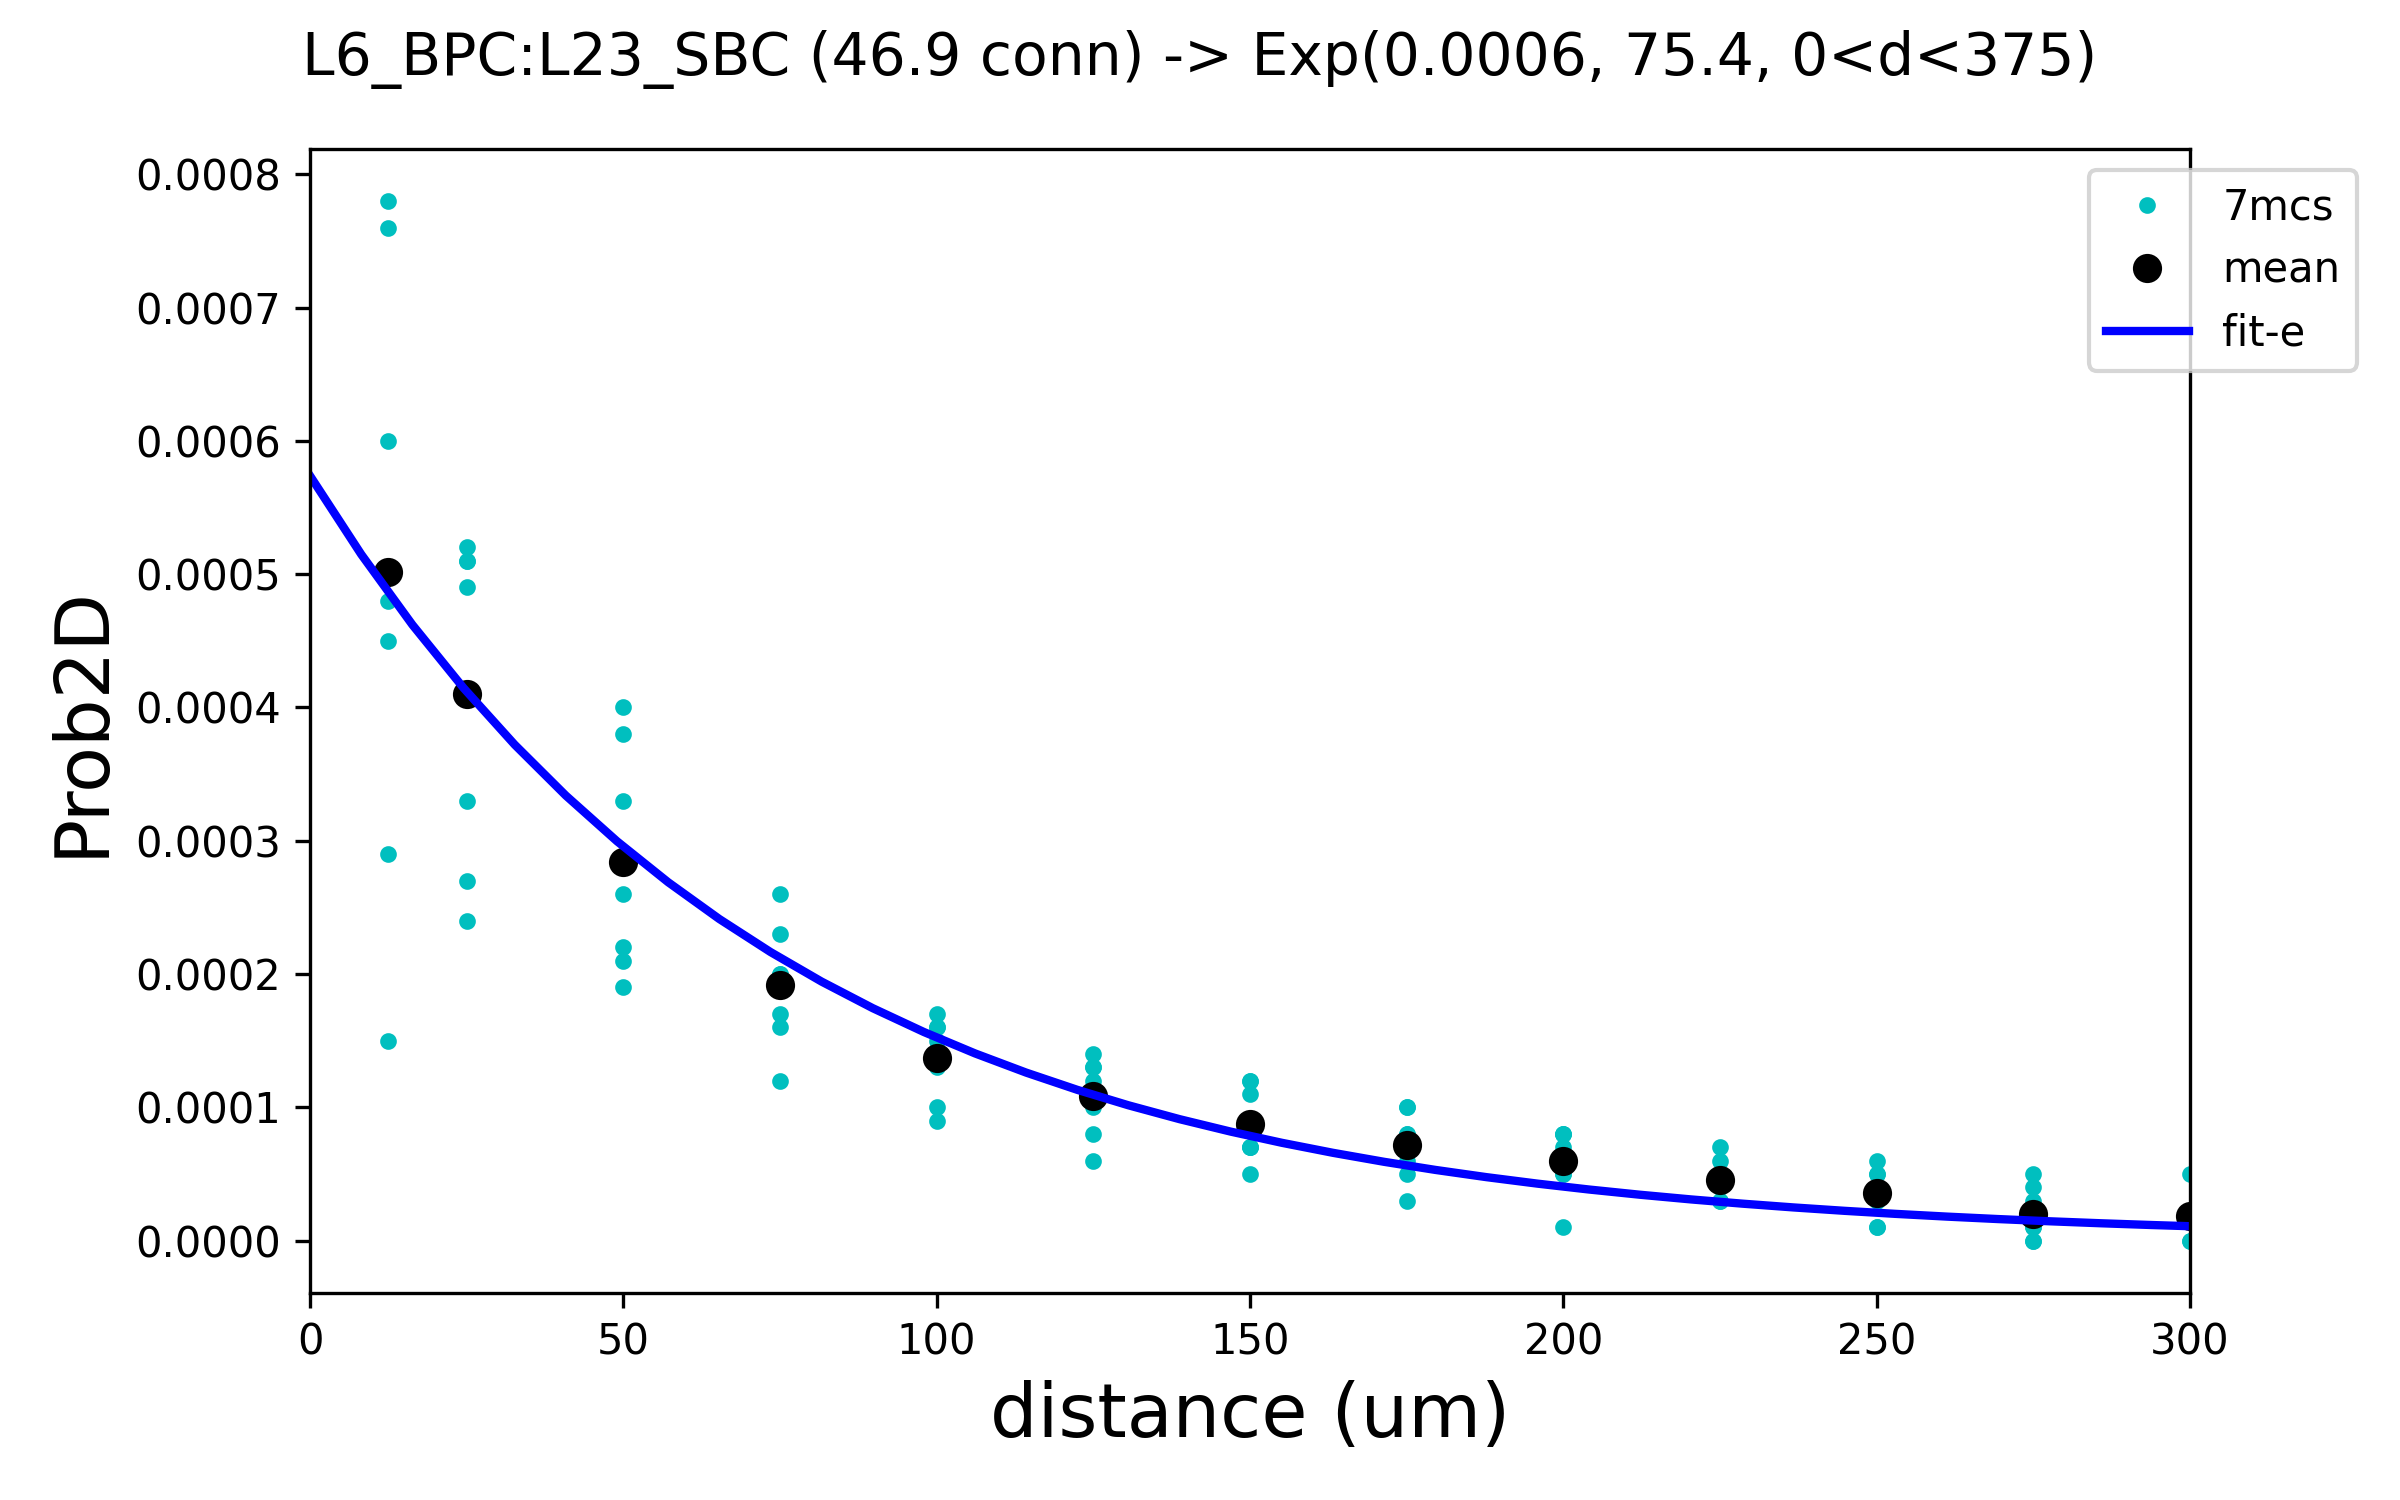 L6_BPC:L23_SBC (46.9 conn) -> Exp(0.0006, 75.4, 0<d<375)
0.0008
0.0007
0.0006
0.0005
0.0004
0.0003
0.0002
0.0001
0.0000
Prob2D
7mcs
mean
fit-e
0 50 100 150 200 250 300
distance (um)